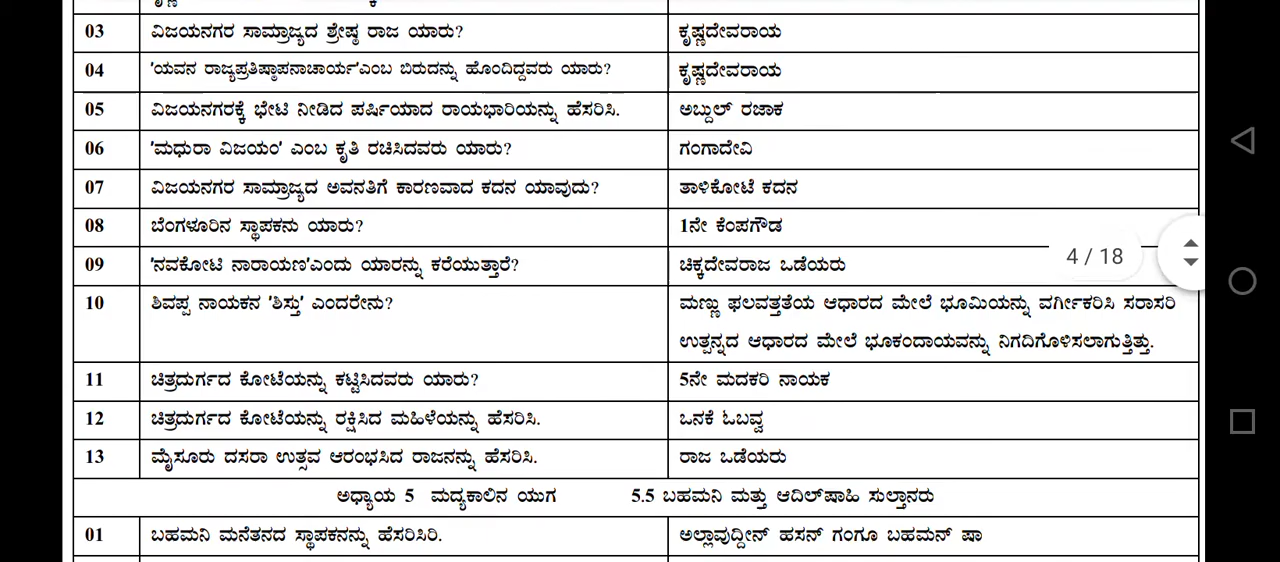 03 ವಿಜಯನಗರ ಸಾಮ್ರಾಜ್ಯದ ಶ್ರೇಷ್ಠ ರಾಜ ಯಾರು? ಕೃಷ್ಣದೇವರಾಯ
04 'ಯವನ ರಾಜ್ಯಪ್ರತಿಷ್ಠಾಪನಾಚಾರ್ಯ'ಎಂಬ ಬಿರುದನ್ನು ಹೊಂದಿದ್ದವರು ಯಾರು? ಕೃಷ್ಣದೇವರಾಯ
05 ವಿಜಯನಗರಕ್ಕೆ ಭೇಟಿ ನೀಡಿದ ಪರ್ಷಿಯಾದ ರಾಯಭಾರಿಯನ್ನು ಹೆಸರಿಸಿ. ಅಬ್ದುಲ್ ರಜಾಕ
06 'ಮಧುರಾ ವಿಜಯಂ' ಎಂಬ ಕೃತಿ ರಚಿಸಿದವರು ಯಾರು? ಗಂಗಾದೇವಿ
07 ವಿಜಯನಗರ ಸಾಮ್ರಾಜ್ಯದ ಅವನತಿಗೆ ಕಾರಣವಾದ ಕದನ ಯಾವುದು? ತಾಳಿಕೋಟೆ ಕದನ
08 ಬೆಂಗಳೂರಿನ ಸ್ಥಾಪಕನು ಯಾರು? 1ನೇ ಕೆಂಪಗೌಡ
09 'ನವಕೋಟಿ ನಾರಾಯಣ'ಎಂದು ಯಾರನ್ನು ಕರೆಯುತ್ತಾರೆ? ಚಿಕ್ಕದೇವರಾಜ ಒಡೆಯರು
4 / 18
10 ಶಿವಪ್ಪ ನಾಯಕನ 'ಶಿಸ್ತು' ಎಂದರೇನು? ಮಣ್ಣು ಫಲವತ್ತತೆಯ ಆಧಾರದ ಮೇಲೆ ಭೂಮಿಯನ್ನು ವರ್ಗೀಕರಿಸಿ ಸರಾಸರಿ
ಉತ್ಪನ್ನದ ಆಧಾರದ ಮೇಲೆ ಭೂಕಂದಾಯವನ್ನು ನಿಗದಿಗೊಳಿಸಲಾಗುತ್ತಿತ್ತು.
11 ಚಿತ್ರದುರ್ಗದ ಕೋಟೆಯನ್ನು ಕಟ್ಟಿಸಿದವರು ಯಾರು? 5ನೇ ಮದಕರಿ ನಾಯಕ
12 ಚಿತ್ರದುರ್ಗದ ಕೋಟೆಯನ್ನು ರಕ್ಷಿಸಿದ ಮಹಿಳೆಯನ್ನು ಹೆಸರಿಸಿ. ಒನಕೆ ಓಬವ್ವ
13 ಮೈಸೂರು ದಸರಾ ಉತ್ಸವ ಆರಂಭಸಿದ ರಾಜನನ್ನು ಹೆಸರಿಸಿ. ರಾಜ ಒಡೆಯರು
ಅಧ್ಯಾಯ 5 ಮದ್ಯಕಾಲಿನ ಯುಗ 5.5 ಬಹಮನಿ ಮತ್ತು ಆದಿಲ್‌ಷಾಹಿ ಸುಲ್ತಾನರು
01 ಬಹಮನಿ ಮನೆತನದ ಸ್ಥಾಪಕನನ್ನು ಹೆಸರಿಸಿರಿ. ಅಲ್ಲಾವುದ್ದೀನ್ ಹಸನ್ ಗಂಗೂ ಬಹಮನ್ ಷಾ